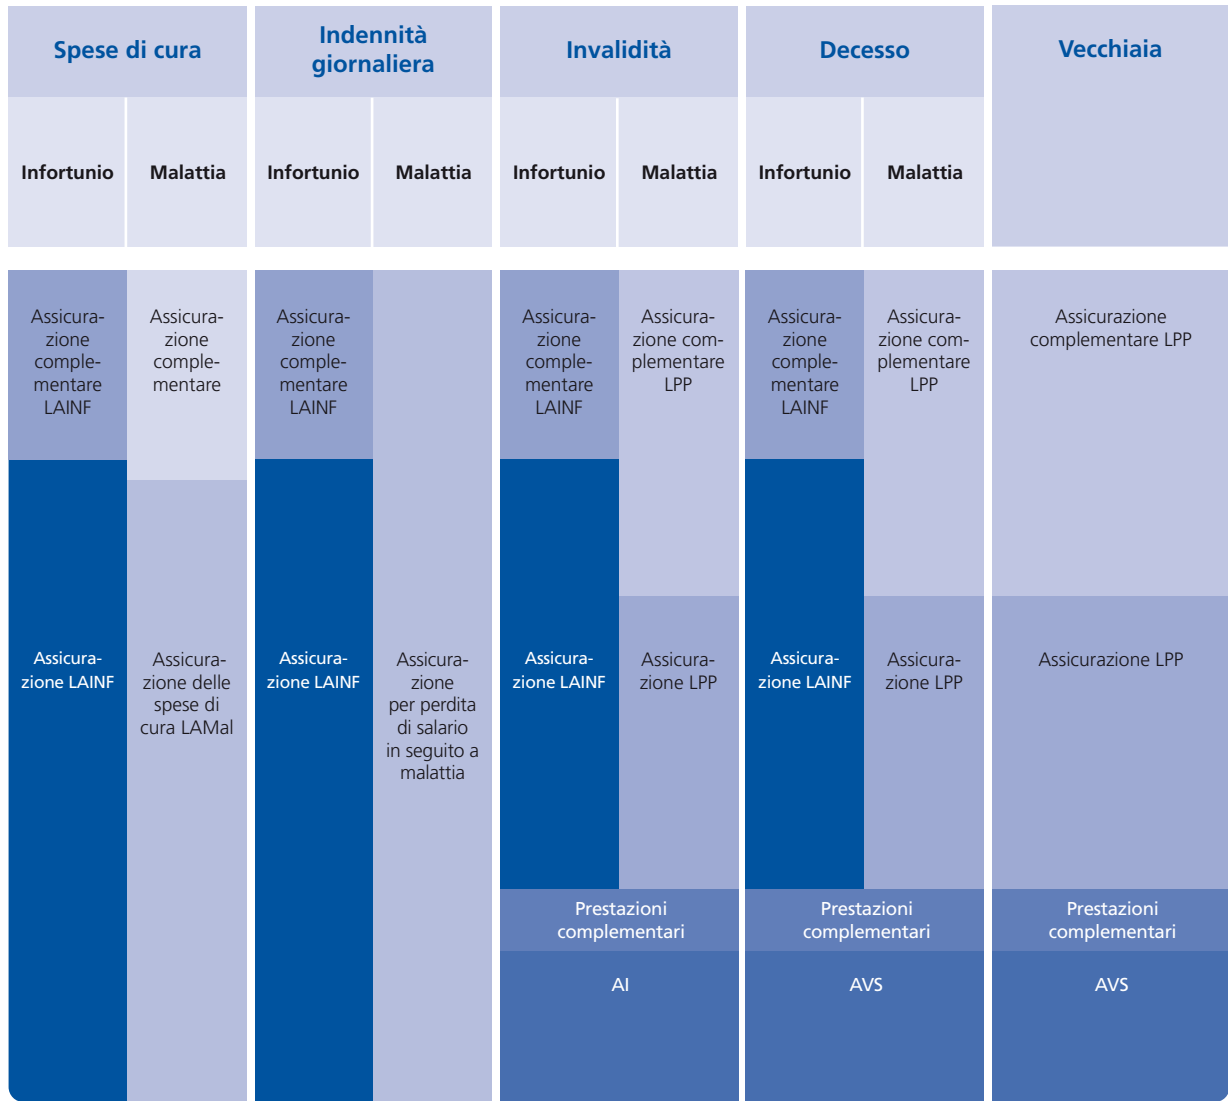 Spese di cura
Indennità
giornaliera
Invalidità
Decesso
Vecchiaia
Infortunio
Malattia
Infortunio
Malattia
Infortunio
Malattia
Infortunio
Malattia
Assicura-
zione
comple-
mentare
LAINF
Assicura-
zione
comple-
mentare
Assicura-
zione
comple-
mentare
LAINF
Assicura-
zione
comple-
mentare
LAINF
Assicura-
zione com-
plementare
LPP
Assicura-
zione
comple-
mentare
LAINF
Assicura-
zione com-
plementare
LPP
Assicurazione
complementare LPP
Assicura-
zione LAINF
Assicura-
zione delle
spese di
cura LAMal
Assicura-
zione LAINF
Assicura-
zione
per perdita
di salario
in seguito a
malattia
Assicura-
zione LAINF
Assicura-
zione LPP
Assicura-
zione LAINF
Assicura-
zione LPP
Assicurazione LPP
Prestazioni
complementari
Prestazioni
complementari
Prestazioni
complementari
AI
AVS
AVS